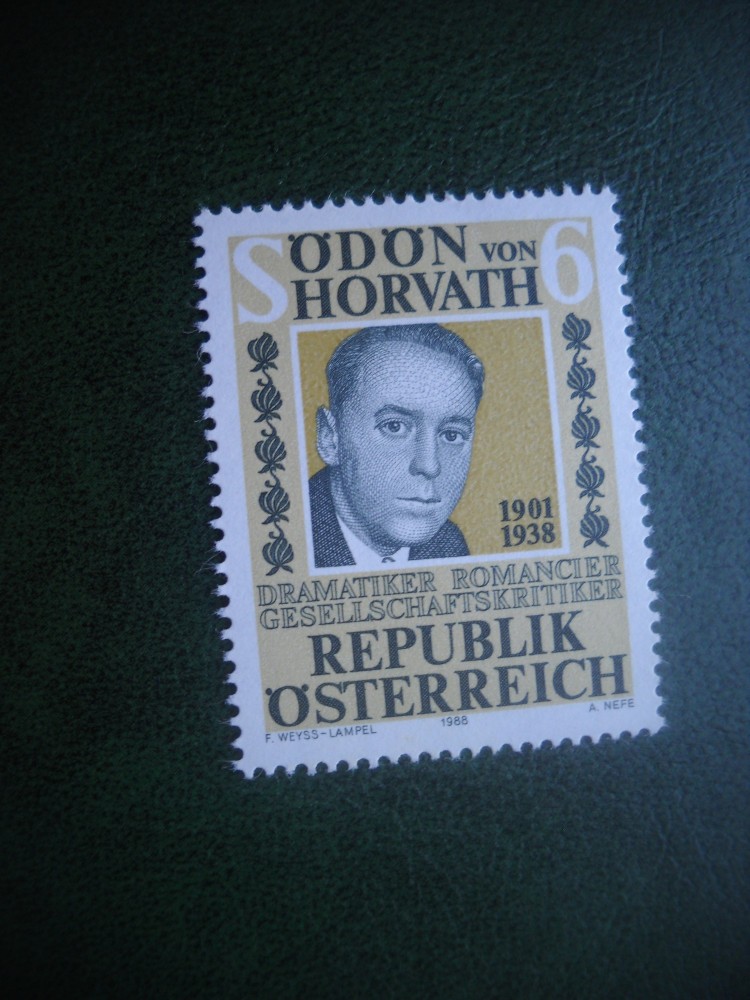 S ÖDÖN VON 6
HORVATH
1901
1938
DRAMATIKER ROMANCIER
GESELLSCHAFTSKRITIKER
REPUBLIK
ÖSTERREICH
F. WEYSS-LAMPEL 1988 A. NEFE